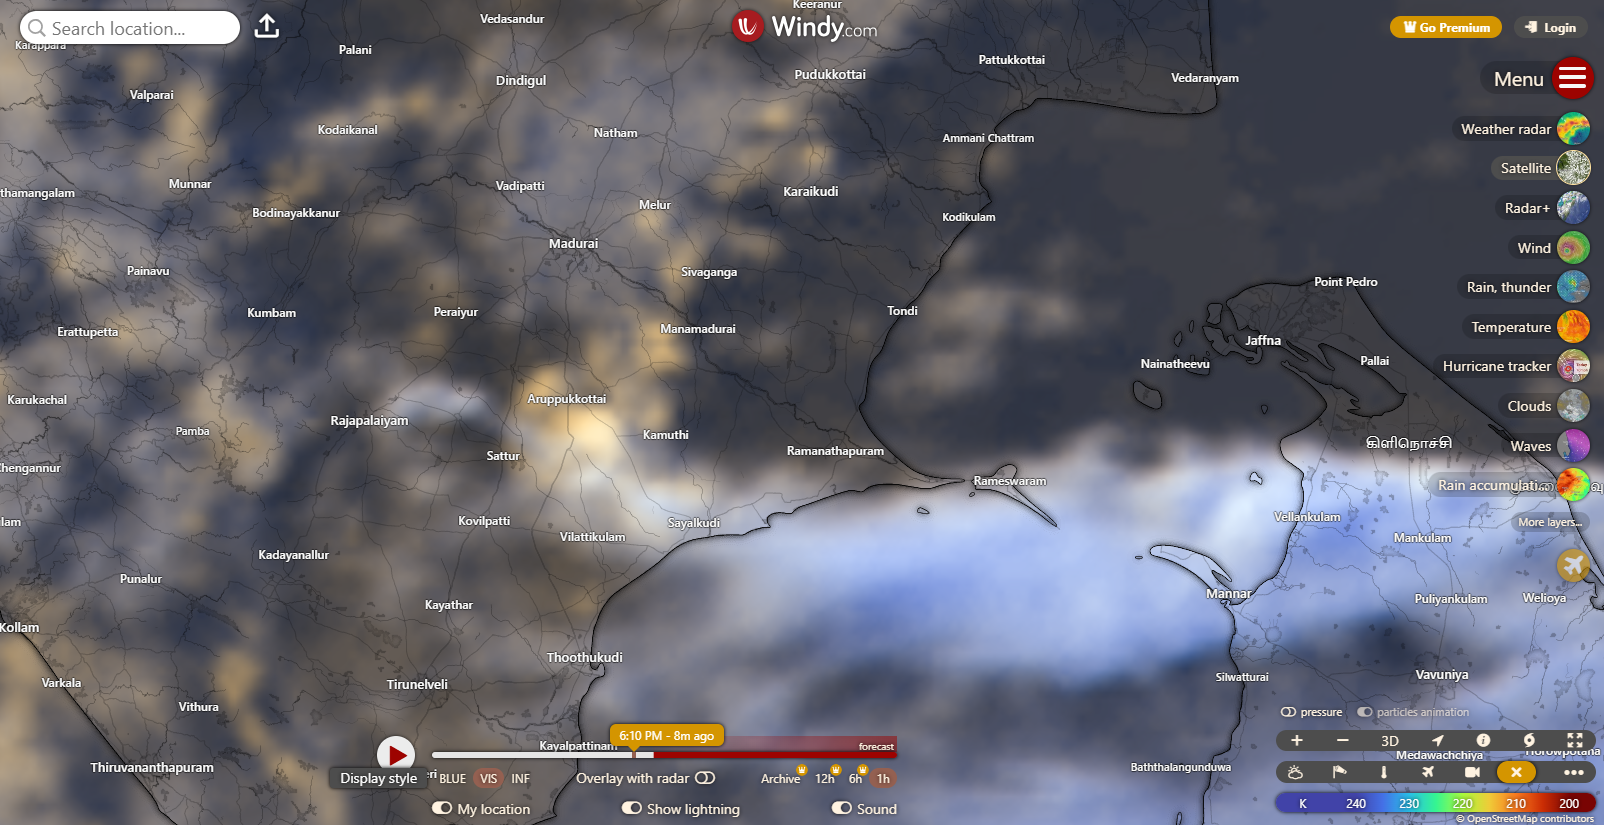 Search location...
Windy.com
Go Premium
Login
Menu
Weather radar
Satellite
Radar+
Wind
Rain, thunder
Temperature
Hurricane tracker
Clouds
Waves
Rain accumulati...
More layers...
Keeranur
Vedasandur
Karappara
Palani
Pattukkottai
Pudukkottai
Vedaranyam
Dindigul
Valparai
Kodaikanal
Natham
Ammani Chattram
Munnar
Vadipatti
Karaikudi
thamangalam
Melur
Bodinayakkanur
Kodikulam
Madurai
Painavu
Sivaganga
Point Pedro
Kumbam
Peraiyur
Tondi
Erattupetta
Manamadurai
Jaffna
Nainatheevu
Pallai
Karukachal
Aruppukkottai
Rajapalaiyam
Pamba
Kamuthi
கிளிநொச்சி
Sattur
Ramanathapuram
Chengannur
Rameswaram
lam
Kovilpatti
Sayalkudi
Vellankulam
Vilattikulam
Mankulam
Kadayanallur
Punalur
Mannar
Puliyankulam
Welioya
Kayathar
Kollam
Thoothukudi
Varkala
Tirunelveli
Silwatturai
Vavuniya
Vithura
Kayalpattinam
Thiruvananthapuram
Baththalangunduwa
Medawachchiya
Horowpotana
6:10 PM - 8m ago
forecast
Display style
eri
BLUE
VIS
INF
Overlay with radar
Archive
12h
6h
1h
My location
Show lightning
Sound
pressure
particles animation
3D
K 240 230 220 210 200
© OpenStreetMap contributors